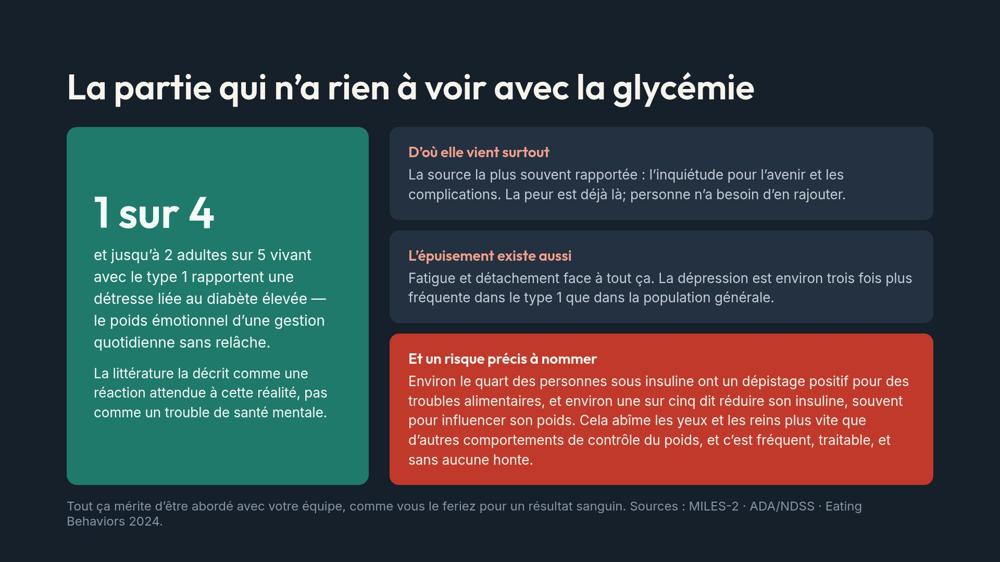 La partie qui n’a rien à voir avec la glycémie
1 sur 4
et jusqu’à 2 adultes sur 5 vivant
avec le type 1 rapportent une
détresse liée au diabète élevée —
le poids émotionnel d’une gestion
quotidienne sans relâche.
La littérature la décrit comme une
réaction attendue à cette réalité, pas
comme un trouble de santé mentale.
D’où elle vient surtout
La source la plus souvent rapportée : l’inquiétude pour l’avenir et les
complications. La peur est déjà là; personne n’a besoin d’en rajouter.
L’épuisement existe aussi
Fatigue et détachement face à tout ça. La dépression est environ trois fois plus
fréquente dans le type 1 que dans la population générale.
Et un risque précis à nommer
Environ le quart des personnes sous insuline ont un dépistage positif pour des
troubles alimentaires, et environ une sur cinq dit réduire son insuline, souvent
pour influencer son poids. Cela abîme les yeux et les reins plus vite que
d’autres comportements de contrôle du poids, et c’est fréquent, traitable, et
sans aucune honte.
Tout ça mérite d’être abordé avec votre équipe, comme vous le feriez pour un résultat sanguin. Sources : MILES-2 · ADA/NDSS · Eating
Behaviors 2024.